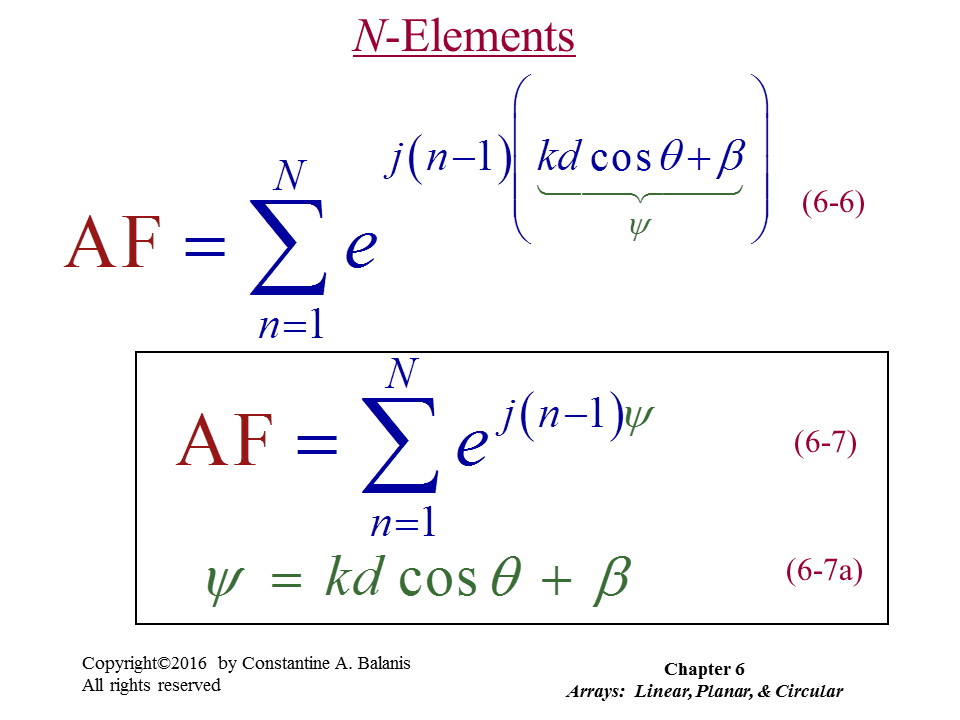 N-Elements
AF = ∑_{n=1}^{N} e^{j(n−1)(kd cos θ + β)} (6-6)
ψ
AF = ∑_{n=1}^{N} e^{j(n−1)ψ} (6-7)
ψ = kd cos θ + β (6-7a)
Copyright©2016 by Constantine A. Balanis
All rights reserved
Chapter 6
Arrays: Linear, Planar, & Circular